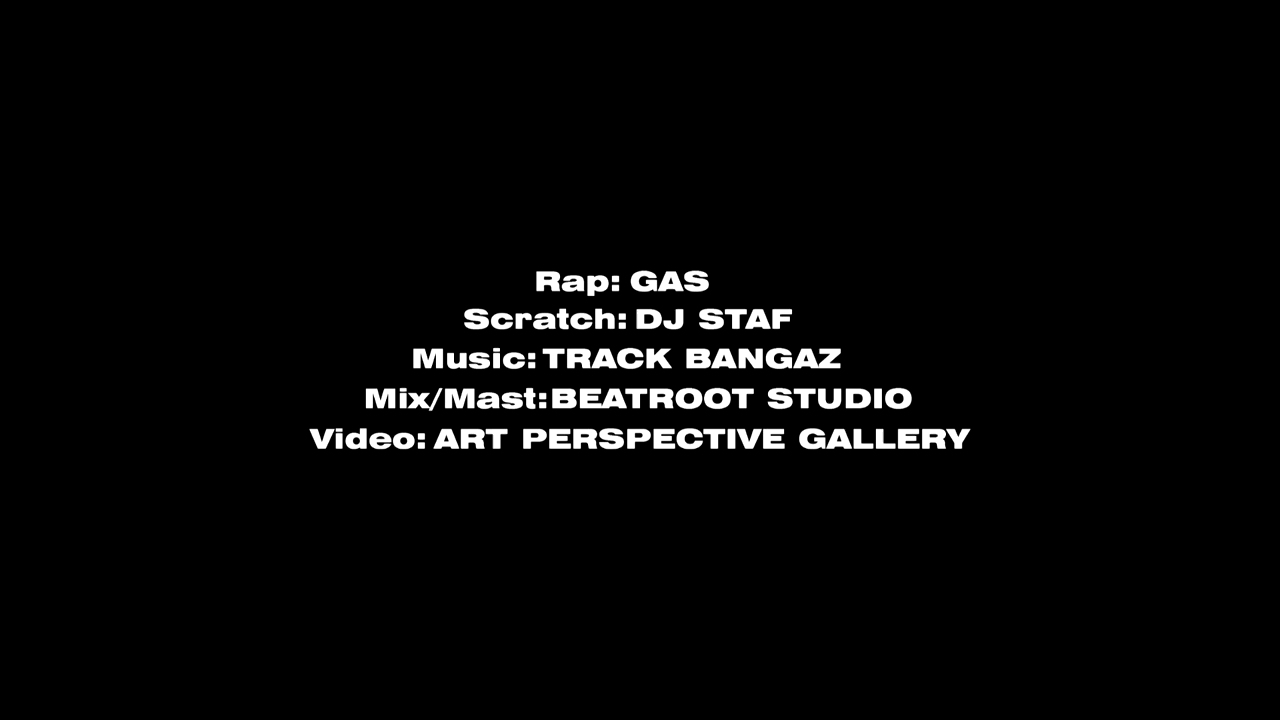 Rap: GAS
Scratch: DJ STAF
Music: TRACK BANGAZ
Mix/Mast: BEATROOT STUDIO
Video: ART PERSPECTIVE GALLERY